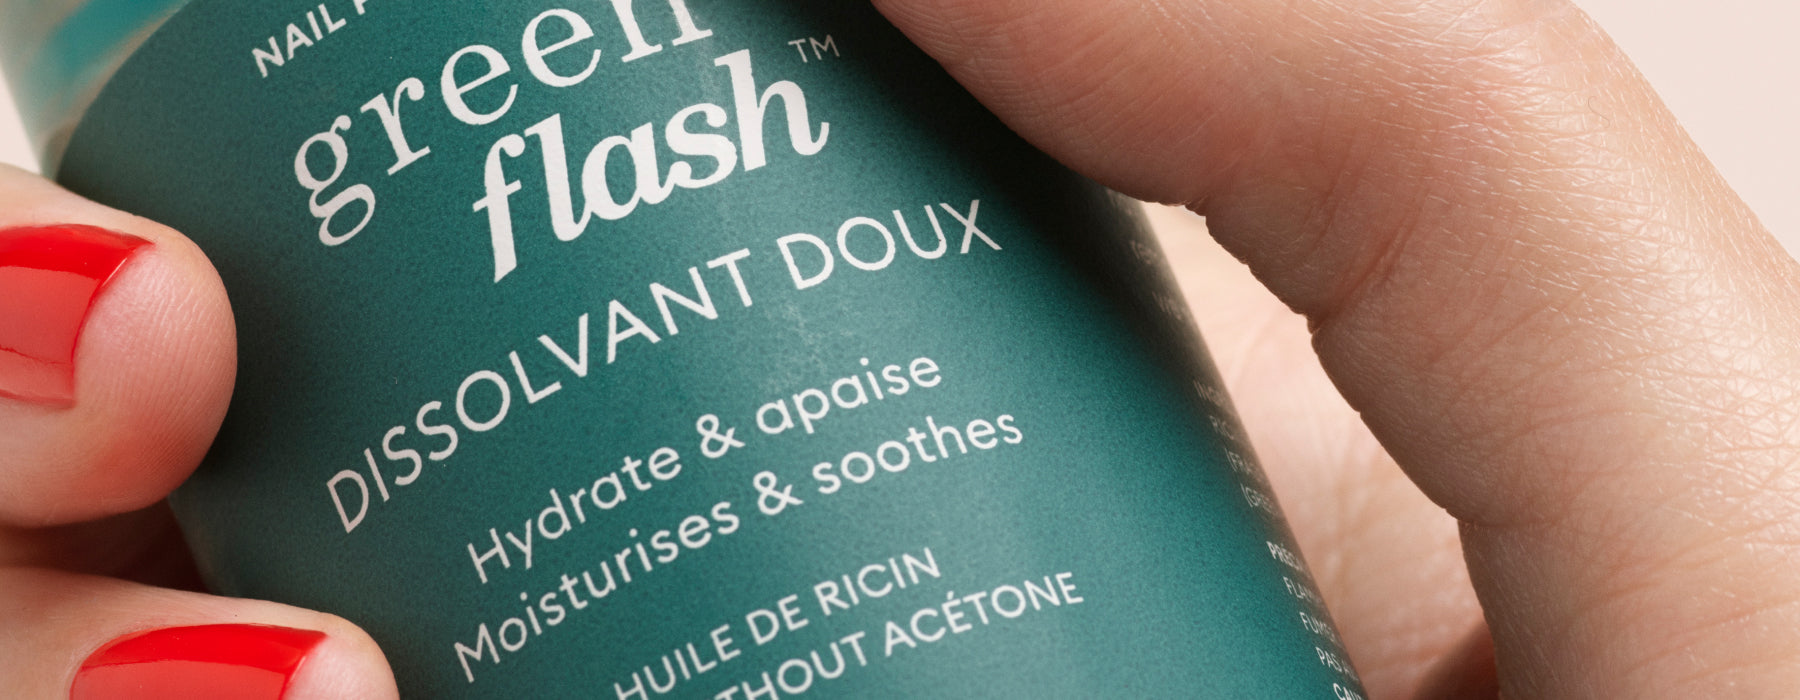 NAIL
green
flash™
DISSOLVANT DOUX
Hydrate & apaise
Moisturises & soothes
HUILE DE RICIN
THOUT ACÉTONE